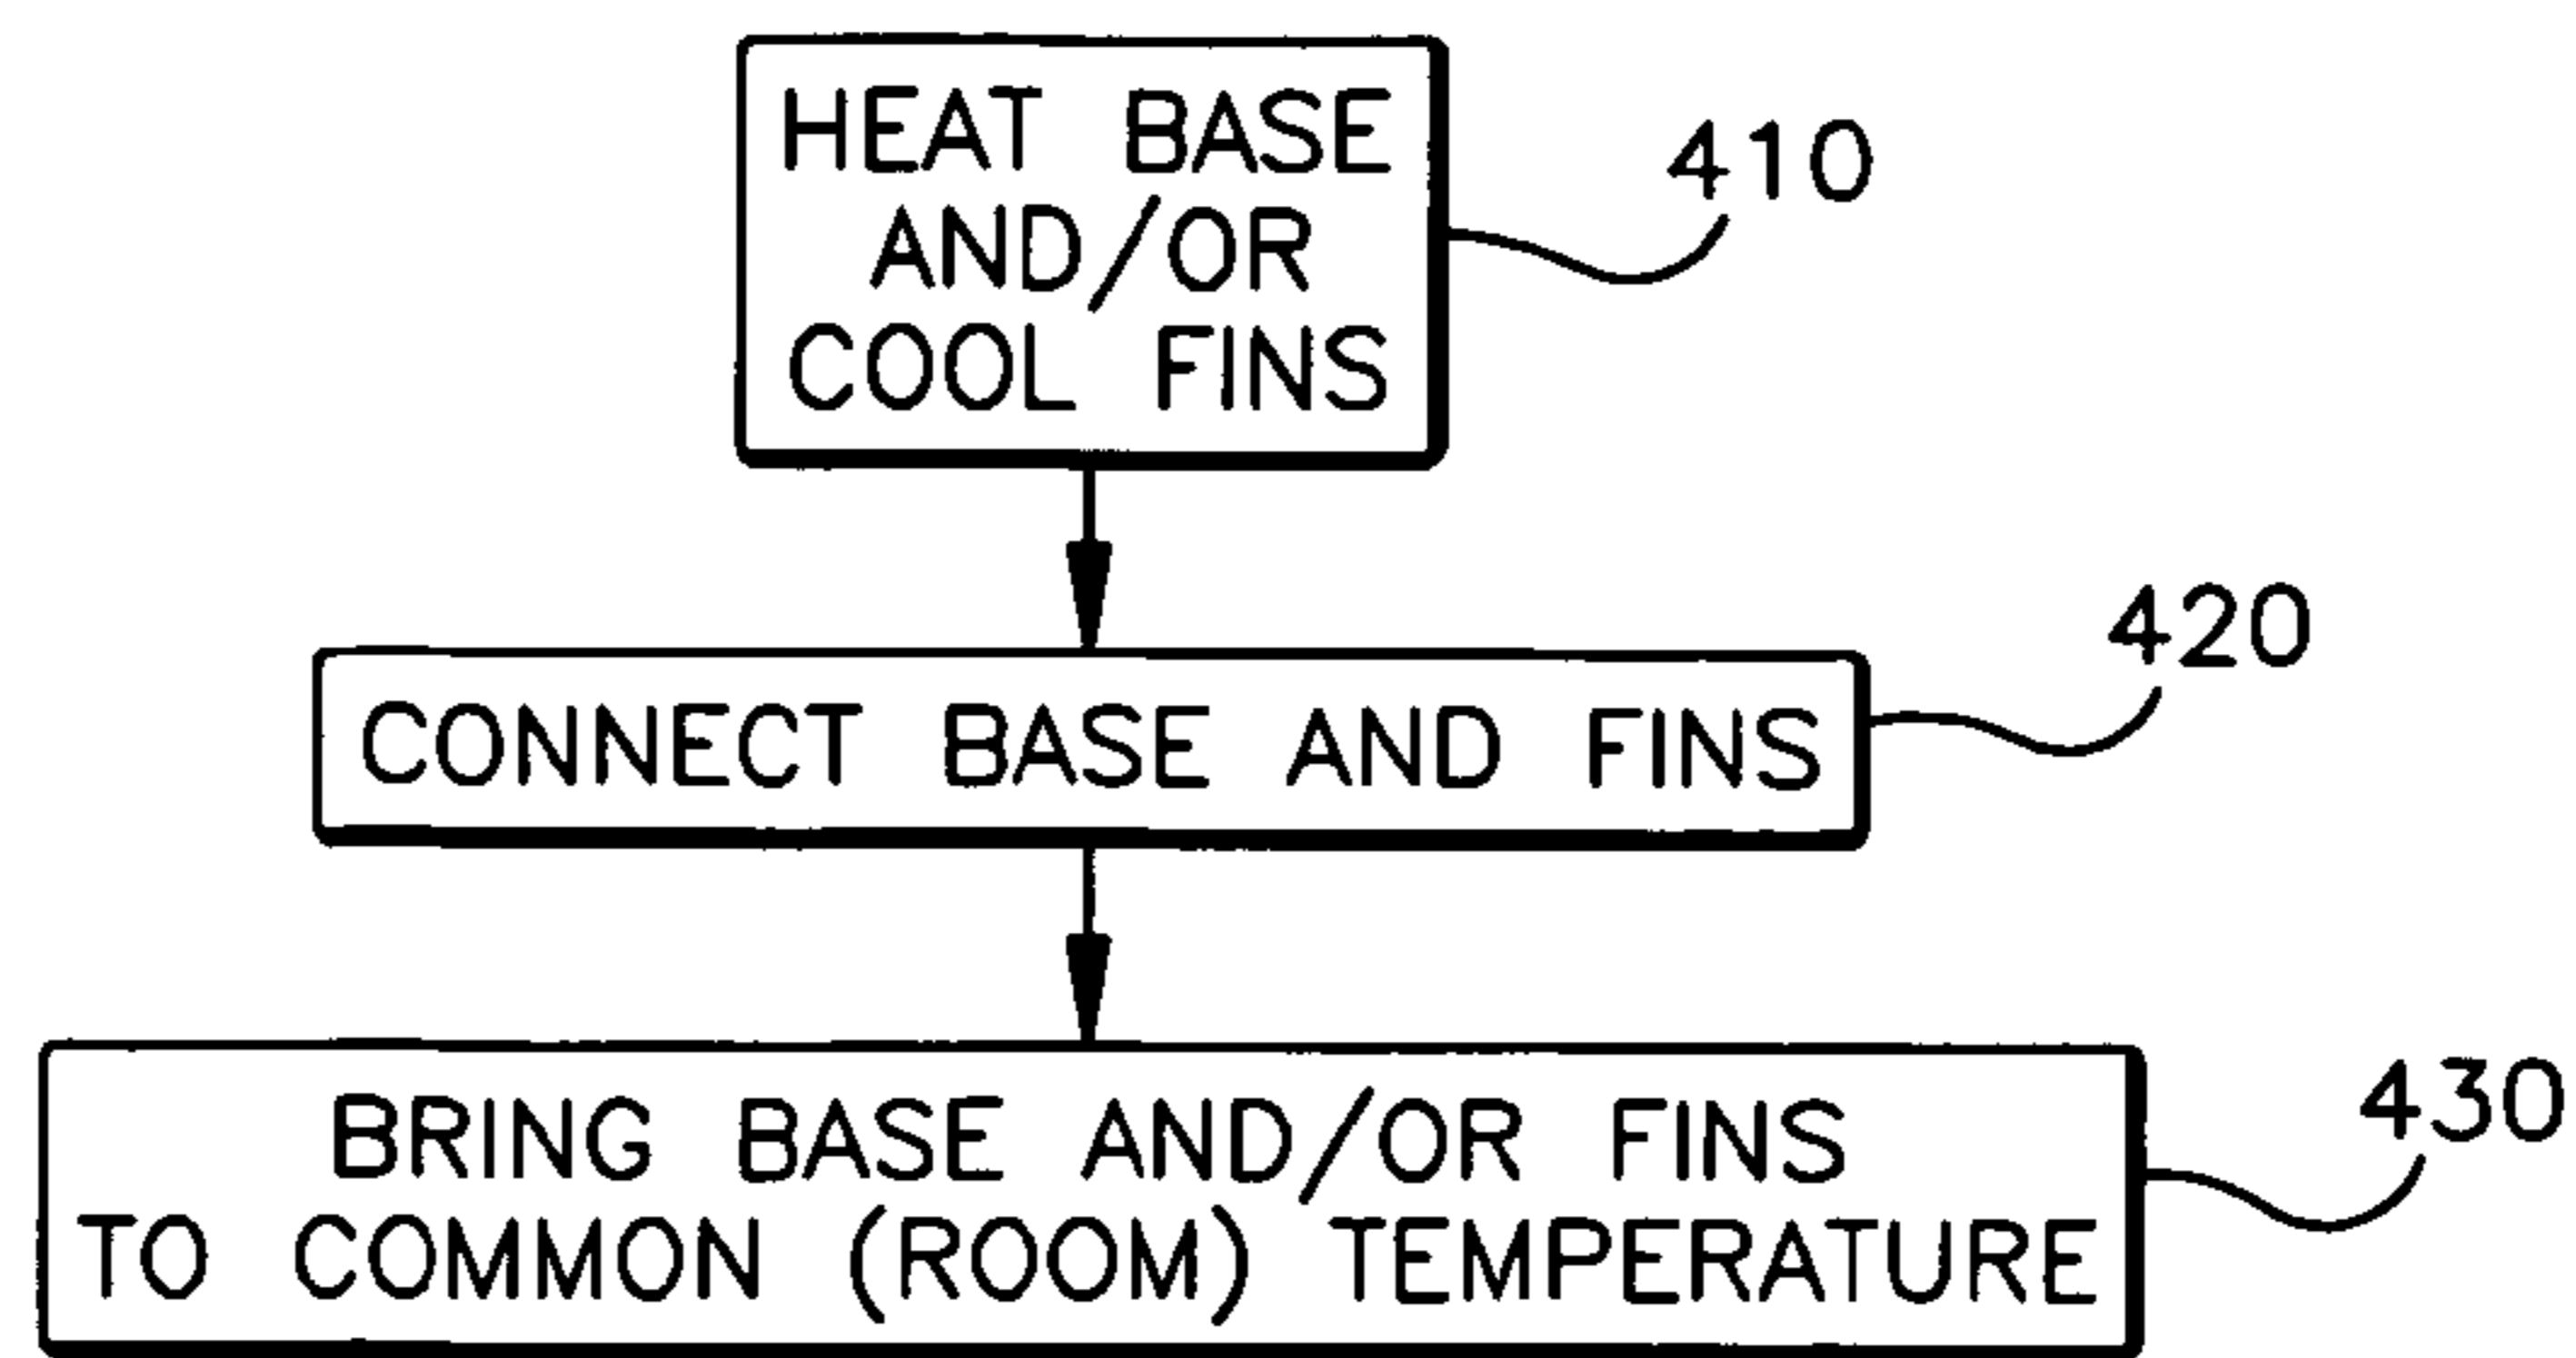 HEAT BASE
AND/OR
COOL FINS
410
CONNECT BASE AND FINS
420
BRING BASE AND/OR FINS
TO COMMON (ROOM) TEMPERATURE
430